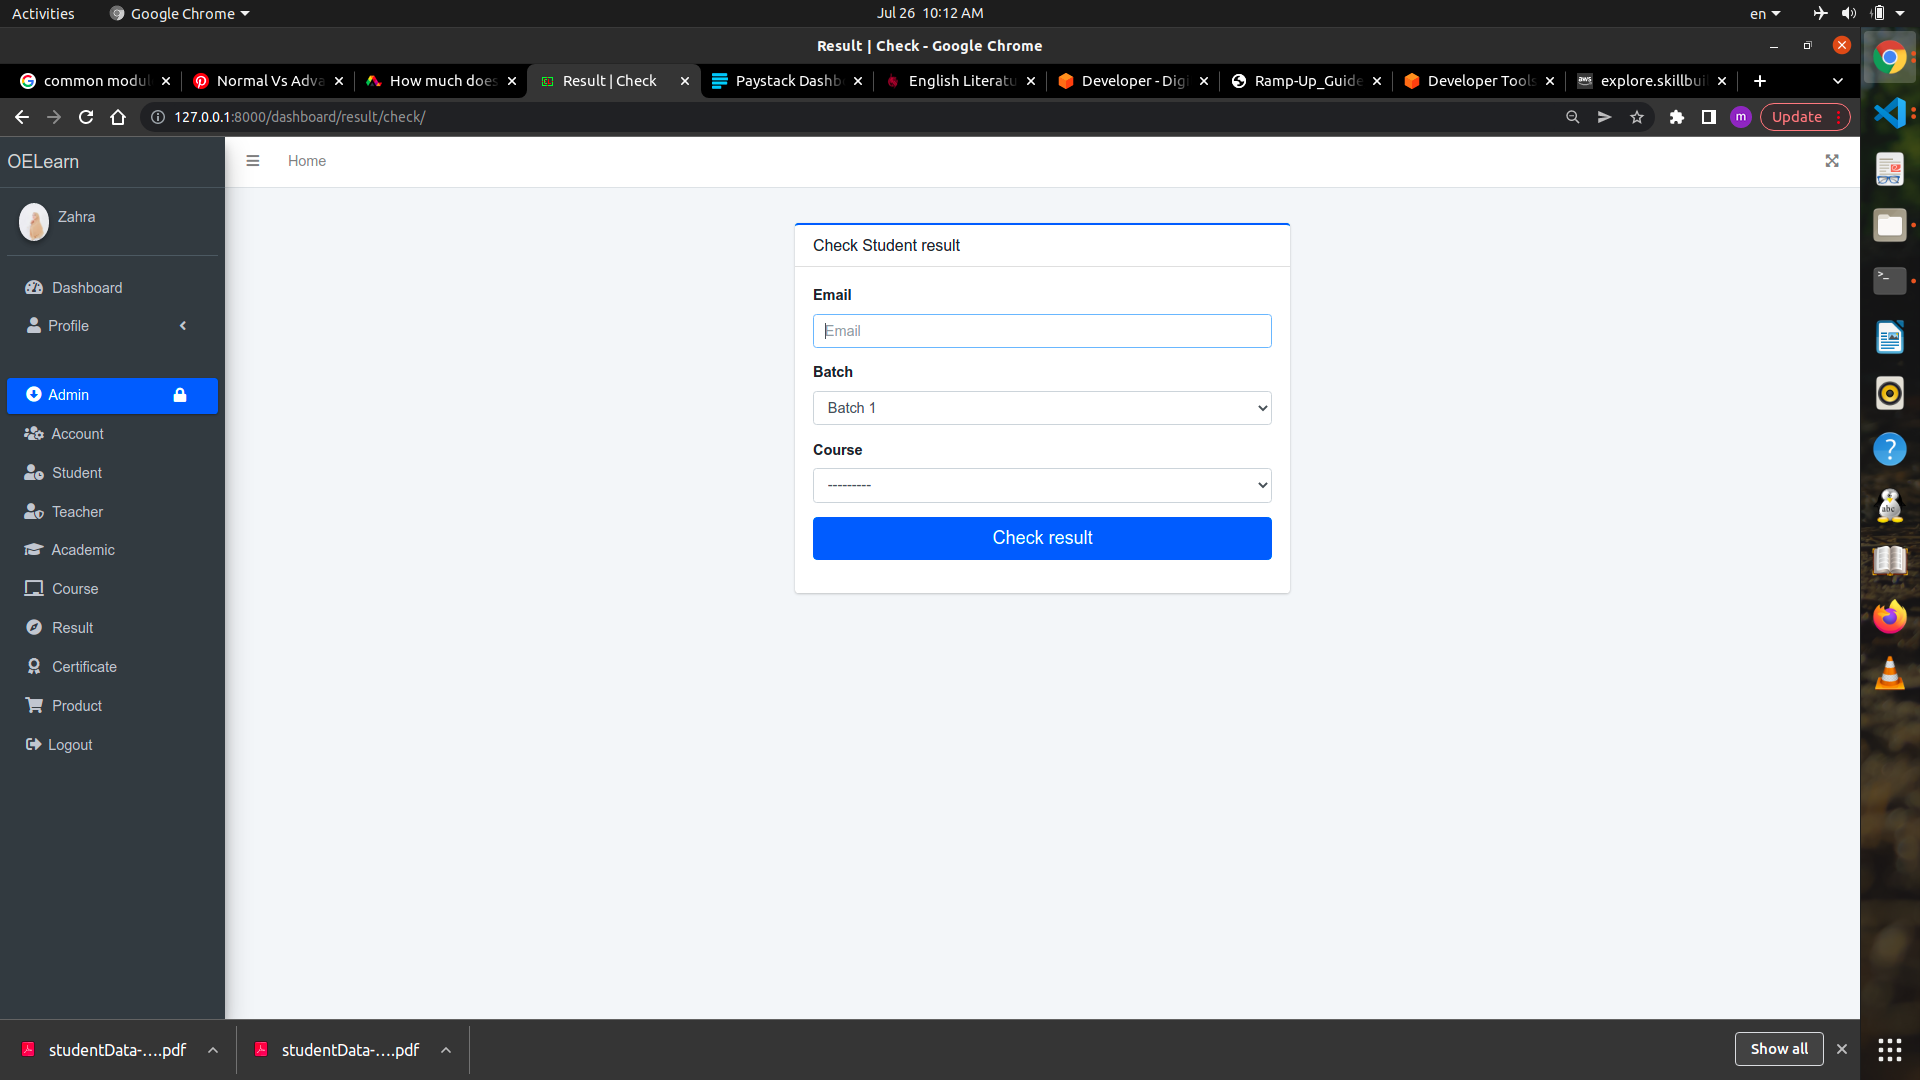 Activities
Google Chrome
Jul 26 10:12 AM
en
Result | Check - Google Chrome
common modul
Normal Vs Adva
How much does
Result | Check
Paystack Dashb
English Literatu
Developer - Digi
Ramp-Up_Guide
Developer Tools
aws
explore.skillbuil
127.0.0.1:8000/dashboard/result/check/
m
Update
OELearn
Home
Zahra
Dashboard
Profile
Admin
Account
Student
Teacher
Academic
Course
Result
Certificate
Product
Logout
Check Student result
Email
Email
Batch
Batch 1
Course
---------
Check result
>_
?
abc
studentData-....pdf
studentData-....pdf
Show all